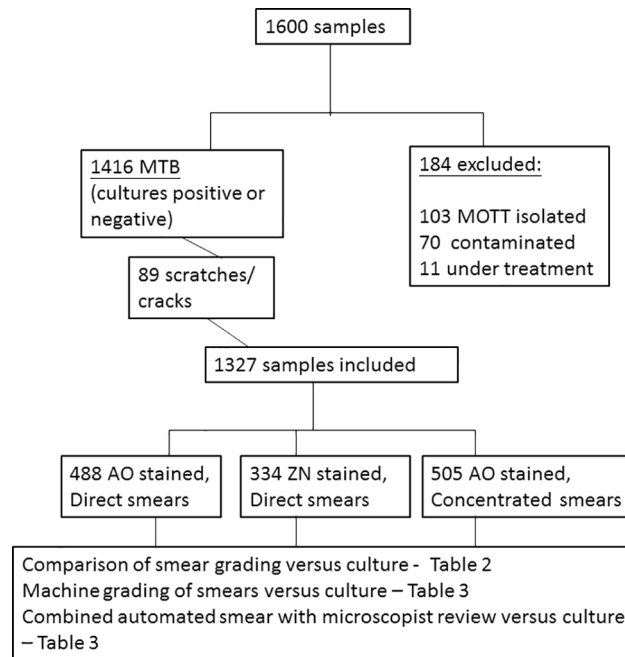 1600 samples
1416 MTB
(cultures positive or
negative)
184 excluded:
103 MOTT isolated
70 contaminated
11 under treatment
89 scratches/
cracks
1327 samples included
488 AO stained,
Direct smears
334 ZN stained,
Direct smears
505 AO stained,
Concentrated smears
Comparison of smear grading versus culture - Table 2
Machine grading of smears versus culture – Table 3
Combined automated smear with microscopist review versus culture
– Table 3